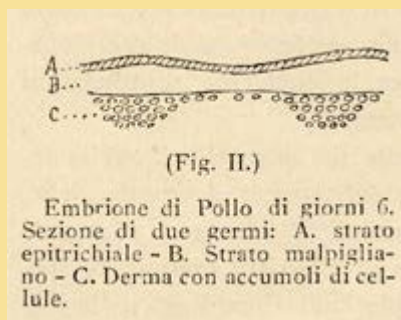 A
B
C
(Fig. II.)
Embrione di Pollo di giorni 6.
Sezione di due germi: A. strato
epitrichiale - B. Strato malpiglia-
no - C. Derma con accumoli di cel-
lule.